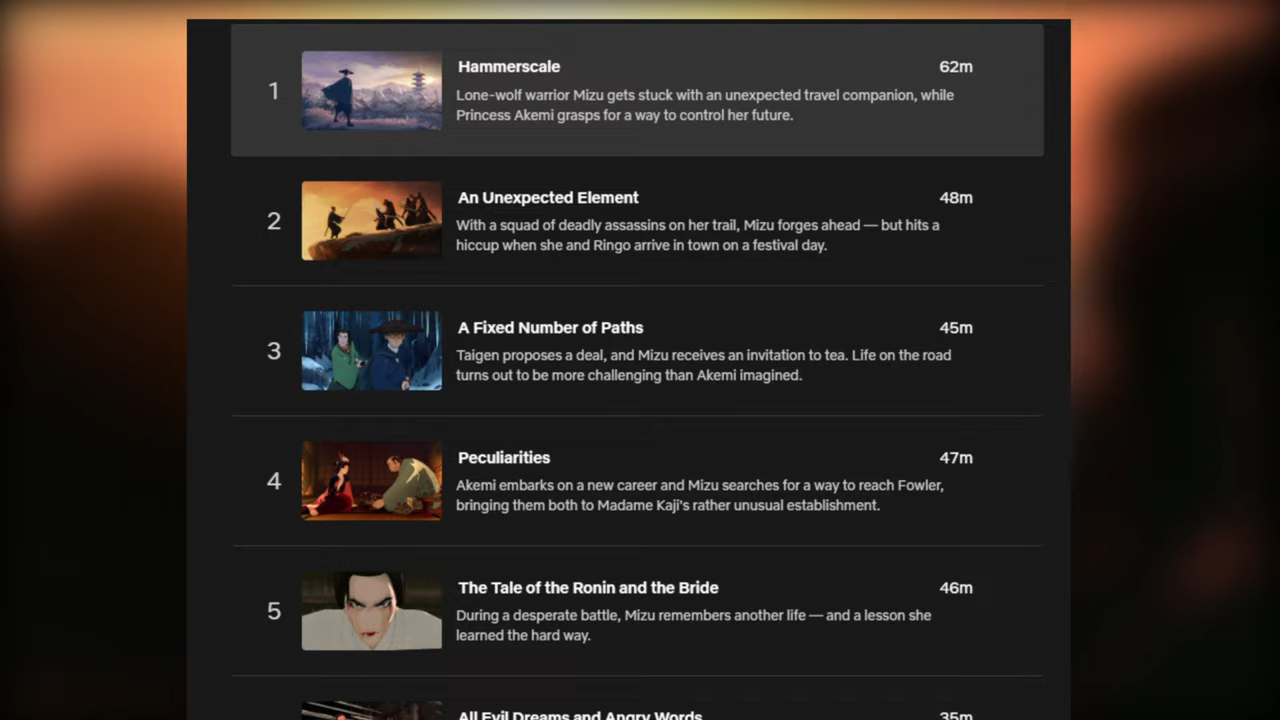 1
Hammerscale 62m
Lone-wolf warrior Mizu gets stuck with an unexpected travel companion, while
Princess Akemi grasps for a way to control her future.
2
An Unexpected Element 48m
With a squad of deadly assassins on her trail, Mizu forges ahead — but hits a
hiccup when she and Ringo arrive in town on a festival day.
3
A Fixed Number of Paths 45m
Taigen proposes a deal, and Mizu receives an invitation to tea. Life on the road
turns out to be more challenging than Akemi imagined.
4
Peculiarities 47m
Akemi embarks on a new career and Mizu searches for a way to reach Fowler,
bringing them both to Madame Kaji's rather unusual establishment.
5
The Tale of the Ronin and the Bride 46m
During a desperate battle, Mizu remembers another life — and a lesson she
learned the hard way.
All Evil Dreams and Angry Words 35m